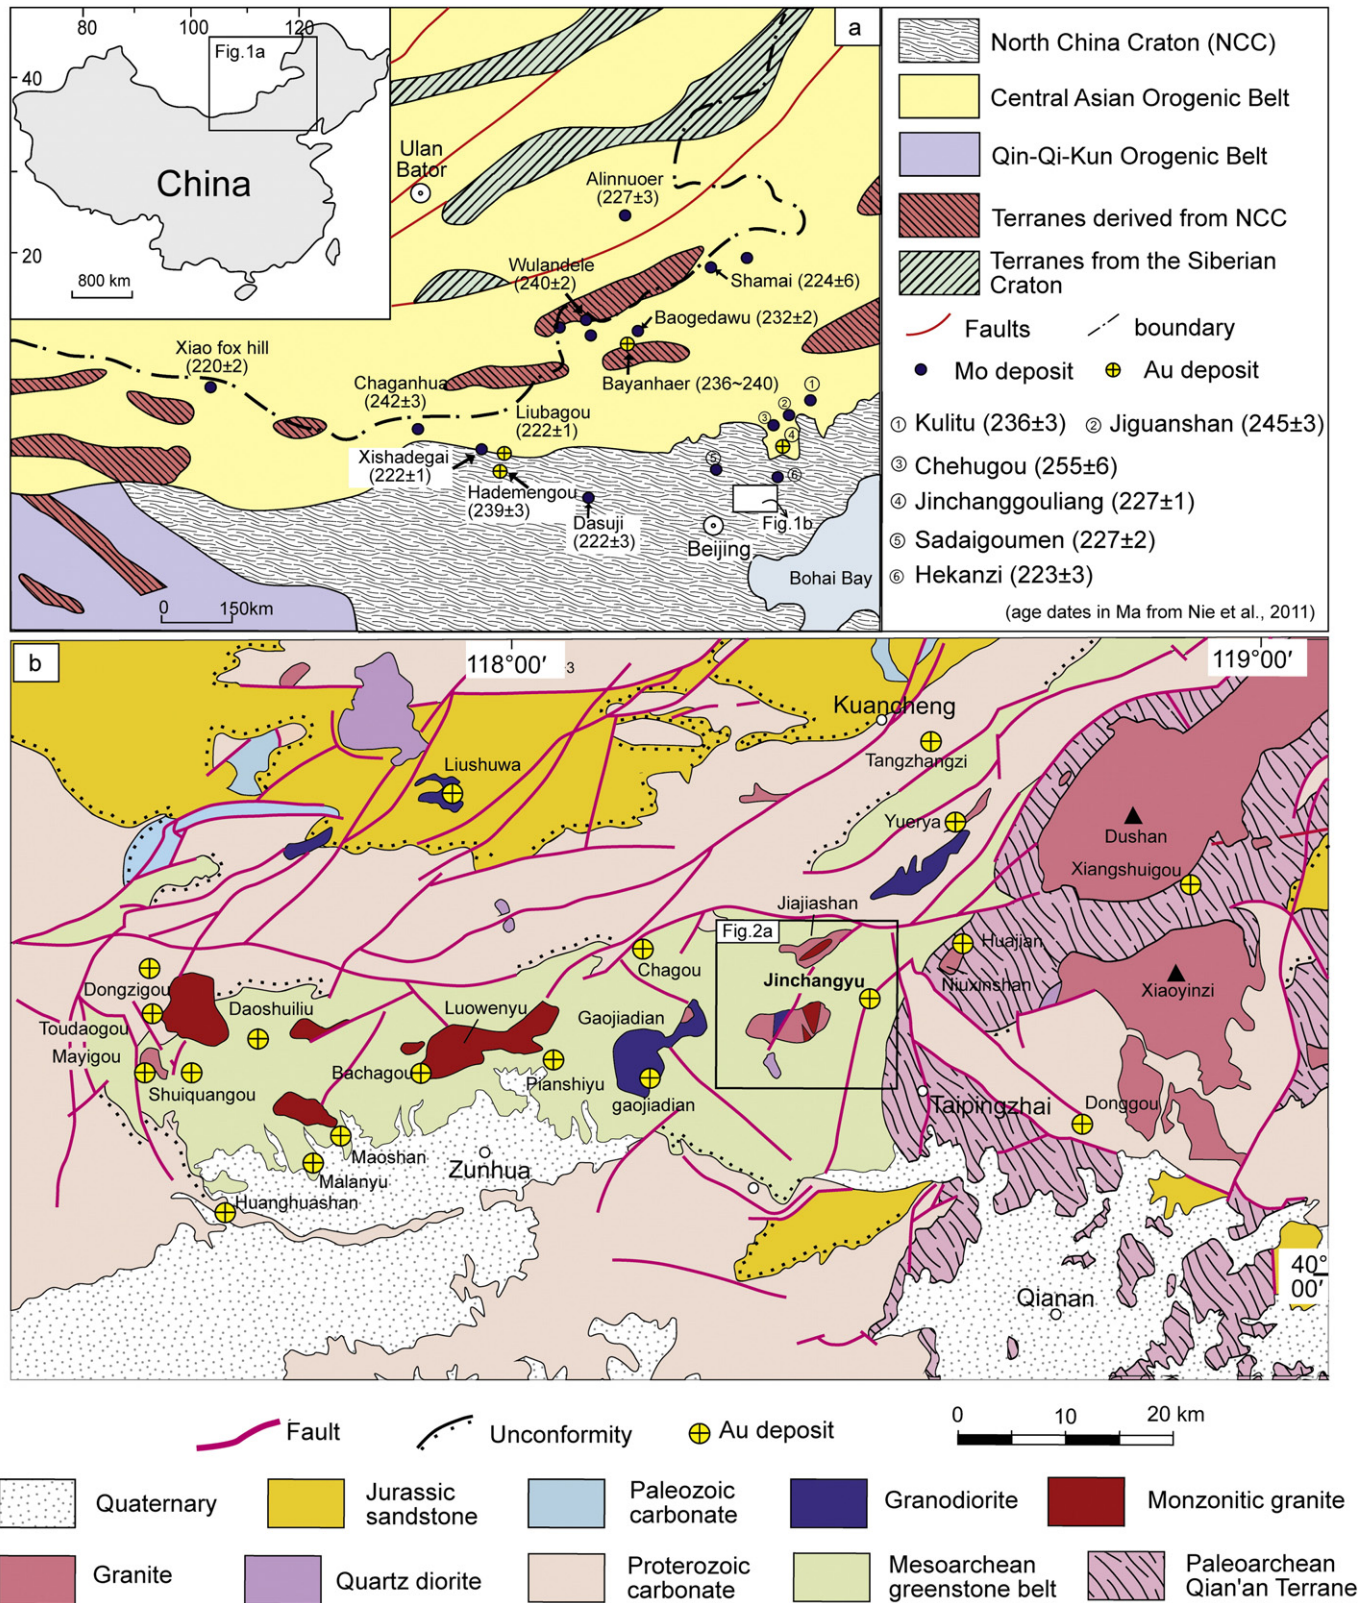 80
100
120
Fig.1a
40
20
China
800 km
a
Ulan
Bator
Alinnuoer
(227±3)
Wulandele
(240±2)
Shamai (224±6)
Baogedawu (232±2)
Xiao fox hill
(220±2)
Chaganhua
(242±3)
Bayanhaer (236~240)
Liubagou
(222±1)
Xishadegai
(222±1)
Hademengou
(239±3)
Dasuji
(222±3)
①
②
③
④
⑤
⑥
Fig.1b
Beijing
Bohai Bay
0 150km
North China Craton (NCC)
Central Asian Orogenic Belt
Qin-Qi-Kun Orogenic Belt
Terranes derived from NCC
Terranes from the Siberian
Craton
Faults
boundary
Mo deposit
Au deposit
① Kulitu (236±3) ② Jiguanshan (245±3)
③ Chehugou (255±6)
④ Jinchanggouliang (227±1)
⑤ Sadaigoumen (227±2)
⑥ Hekanzi (223±3)
(age dates in Ma from Nie et al., 2011)
b
118°00′
3
119°00′
Kuancheng
Tangzhangzi
Liushuwa
Yuerya
Dushan
Xiangshuigou
Jiajiashan
Fig.2a
Huajian
Chagou
Jinchangyu
Niuxinshan
Xiaoyinzi
Dongzigou
Daoshuiliu
Luowenyu
Gaojiadian
Toudaogou
Mayigou
Bachagou
Pianshiyu
Shuiquangou
gaojiadian
Taipingzhai
Donggou
Maoshan
Zunhua
Malanyu
Huanghuashan
40°
00′
Qianan
Fault
Unconformity
Au deposit
0 10 20 km
Quaternary
Jurassic
sandstone
Paleozoic
carbonate
Granodiorite
Monzonitic granite
Granite
Quartz diorite
Proterozoic
carbonate
Mesoarchean
greenstone belt
Paleoarchean
Qian'an Terrane